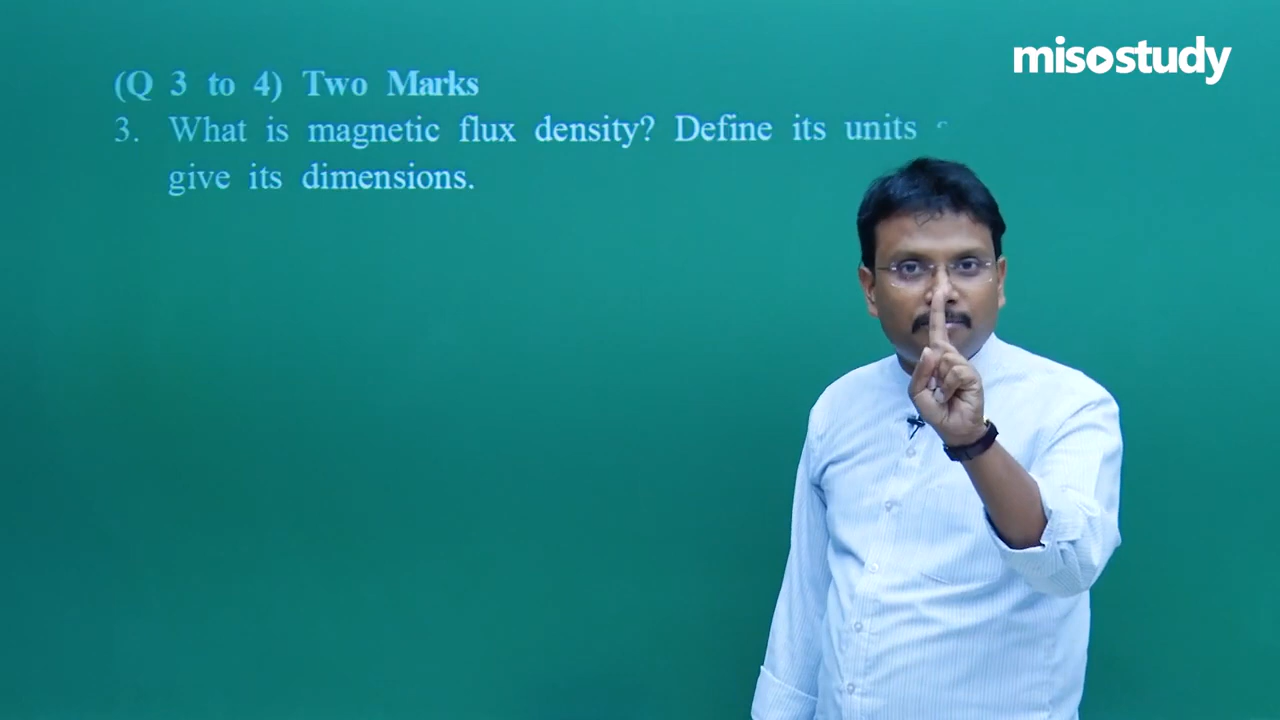 misostudy
(Q 3 to 4) Two Marks
3. What is magnetic flux density? Define its units
give its dimensions.